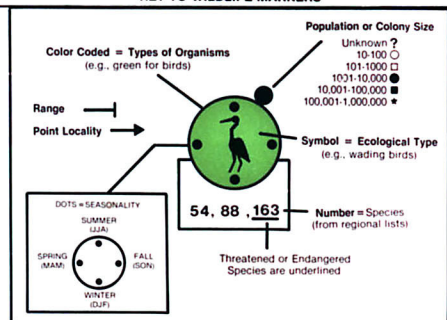 Population or Colony Size
Unknown ?
10-100 ○
101-1000 □
1001-10,000 ●
10,001-100,000 ■
100,001-1,000,000 ★
Color Coded = Types of Organisms
(e.g., green for birds)
Range
Point Locality
Symbol = Ecological Type
(e.g., wading birds)
54, 88, 163
Number = Species
(from regional lists)
Threatened or Endangered
Species are underlined
DOTS = SEASONALITY
SUMMER
(JJA)
SPRING
(MAM)
FALL
(SON)
WINTER
(DJF)